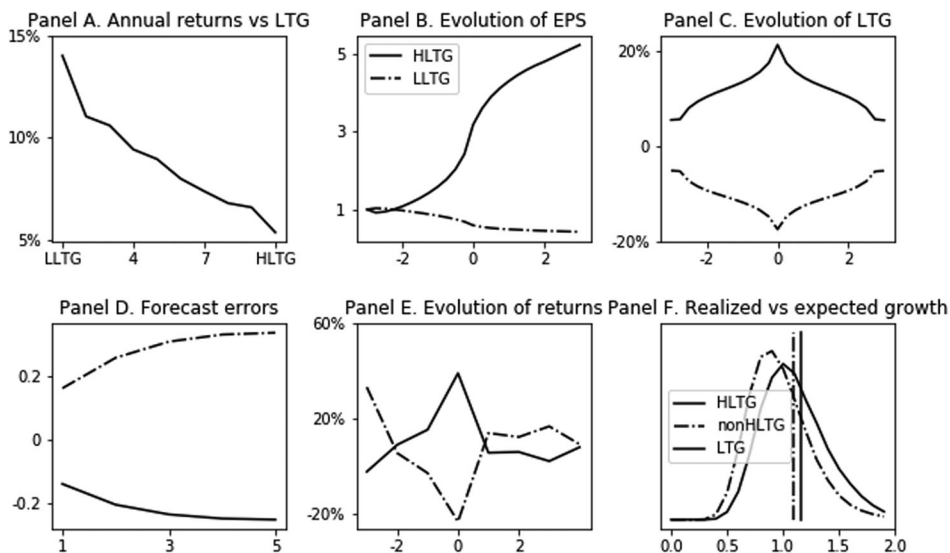 Panel A. Annual returns vs LTG
15%
10%
5%
LLTG 4 7 HLTG
Panel B. Evolution of EPS
HLTG
LLTG
5
3
1
-2 0 2
Panel C. Evolution of LTG
20%
0
-20%
-2 0 2
Panel D. Forecast errors
0.2
0
-0.2
1 3 5
Panel E. Evolution of returns
60%
20%
-20%
-2 0 2
Panel F. Realized vs expected growth
HLTG
nonHLTG
LTG
0.0 0.5 1.0 1.5 2.0